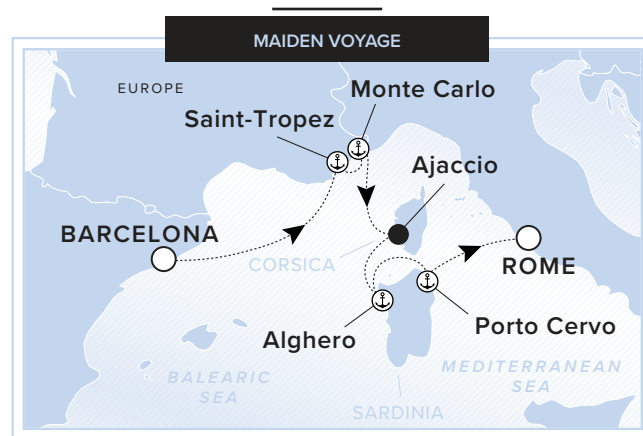 MAIDEN VOYAGE
EUROPE
Monte Carlo
Saint-Tropez
Ajaccio
BARCELONA
CORSICA
ROME
Alghero
Porto Cervo
BALEARIC
SEA
MEDITERRANEAN
SEA
SARDINIA